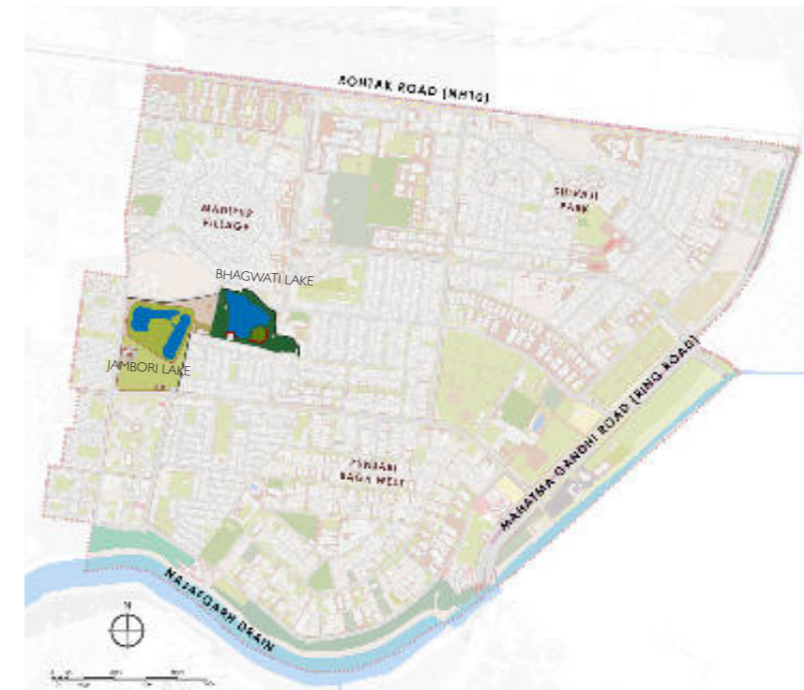 ROHTAK ROAD [NH10]
SHIVAJI
PARK
MADIPUR
VILLAGE
BHAGWATI LAKE
JAMBORI LAKE
MAHATMA GANDHI ROAD [RING ROAD]
PUNJABI
BAGH WEST
NAJAFGARH DRAIN
N